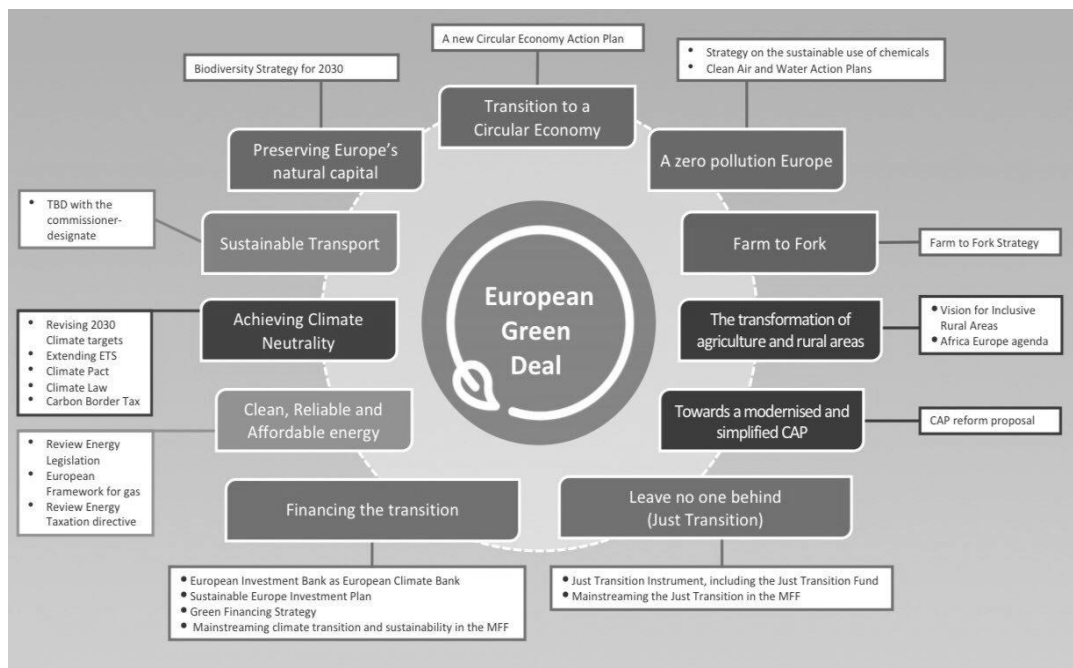 A new Circular Economy Action Plan
Biodiversity Strategy for 2030
• Strategy on the sustainable use of chemicals
• Clean Air and Water Action Plans
Transition to a
Circular Economy
Preserving Europe's
natural capital
A zero pollution Europe
• TBD with the
commissioner-
designate
Sustainable Transport
Farm to Fork
Farm to Fork Strategy
European
Green
Deal
• Revising 2030
Climate targets
• Extending ETS
• Climate Pact
• Climate Law
• Carbon Border Tax
Achieving Climate
Neutrality
The transformation of
agriculture and rural areas
• Vision for Inclusive
Rural Areas
• Africa Europe agenda
Clean, Reliable and
Affordable energy
Towards a modernised and
simplified CAP
CAP reform proposal
• Review Energy
Legislation
• European
Framework for gas
• Review Energy
Taxation directive
Financing the transition
Leave no one behind
(Just Transition)
• European Investment Bank as European Climate Bank
• Sustainable Europe Investment Plan
• Green Financing Strategy
• Mainstreaming climate transition and sustainability in the MFF
• Just Transition Instrument, including the Just Transition Fund
• Mainstreaming the Just Transition in the MFF